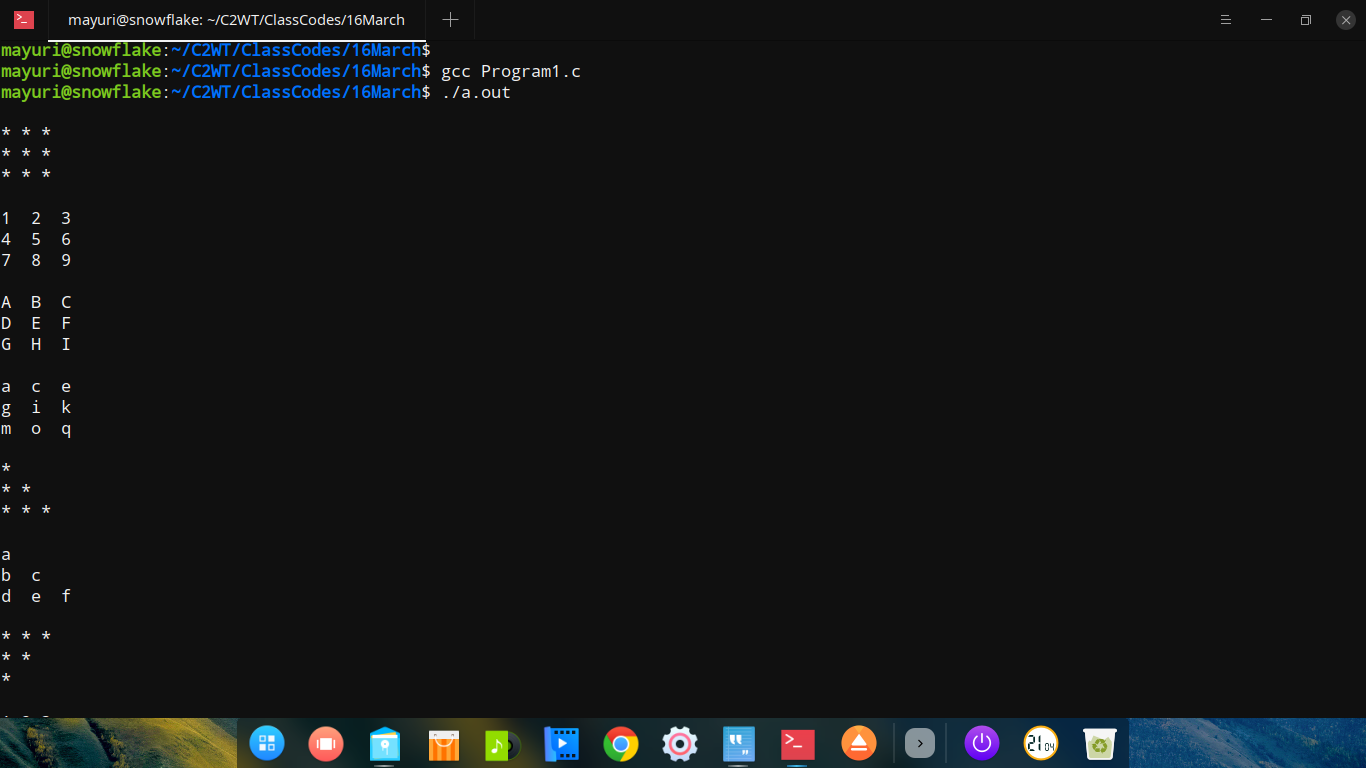 mayuri@snowflake: ~/C2WT/ClassCodes/16March
mayuri@snowflake:~/C2WT/ClassCodes/16March$
mayuri@snowflake:~/C2WT/ClassCodes/16March$ gcc Program1.c
mayuri@snowflake:~/C2WT/ClassCodes/16March$ ./a.out
* * *
* * *
* * *
1 2 3
4 5 6
7 8 9
A B C
D E F
G H I
a c e
g i k
m o q
*
* *
* * *
a
b c
d e f
* * *
* *
*
21 04